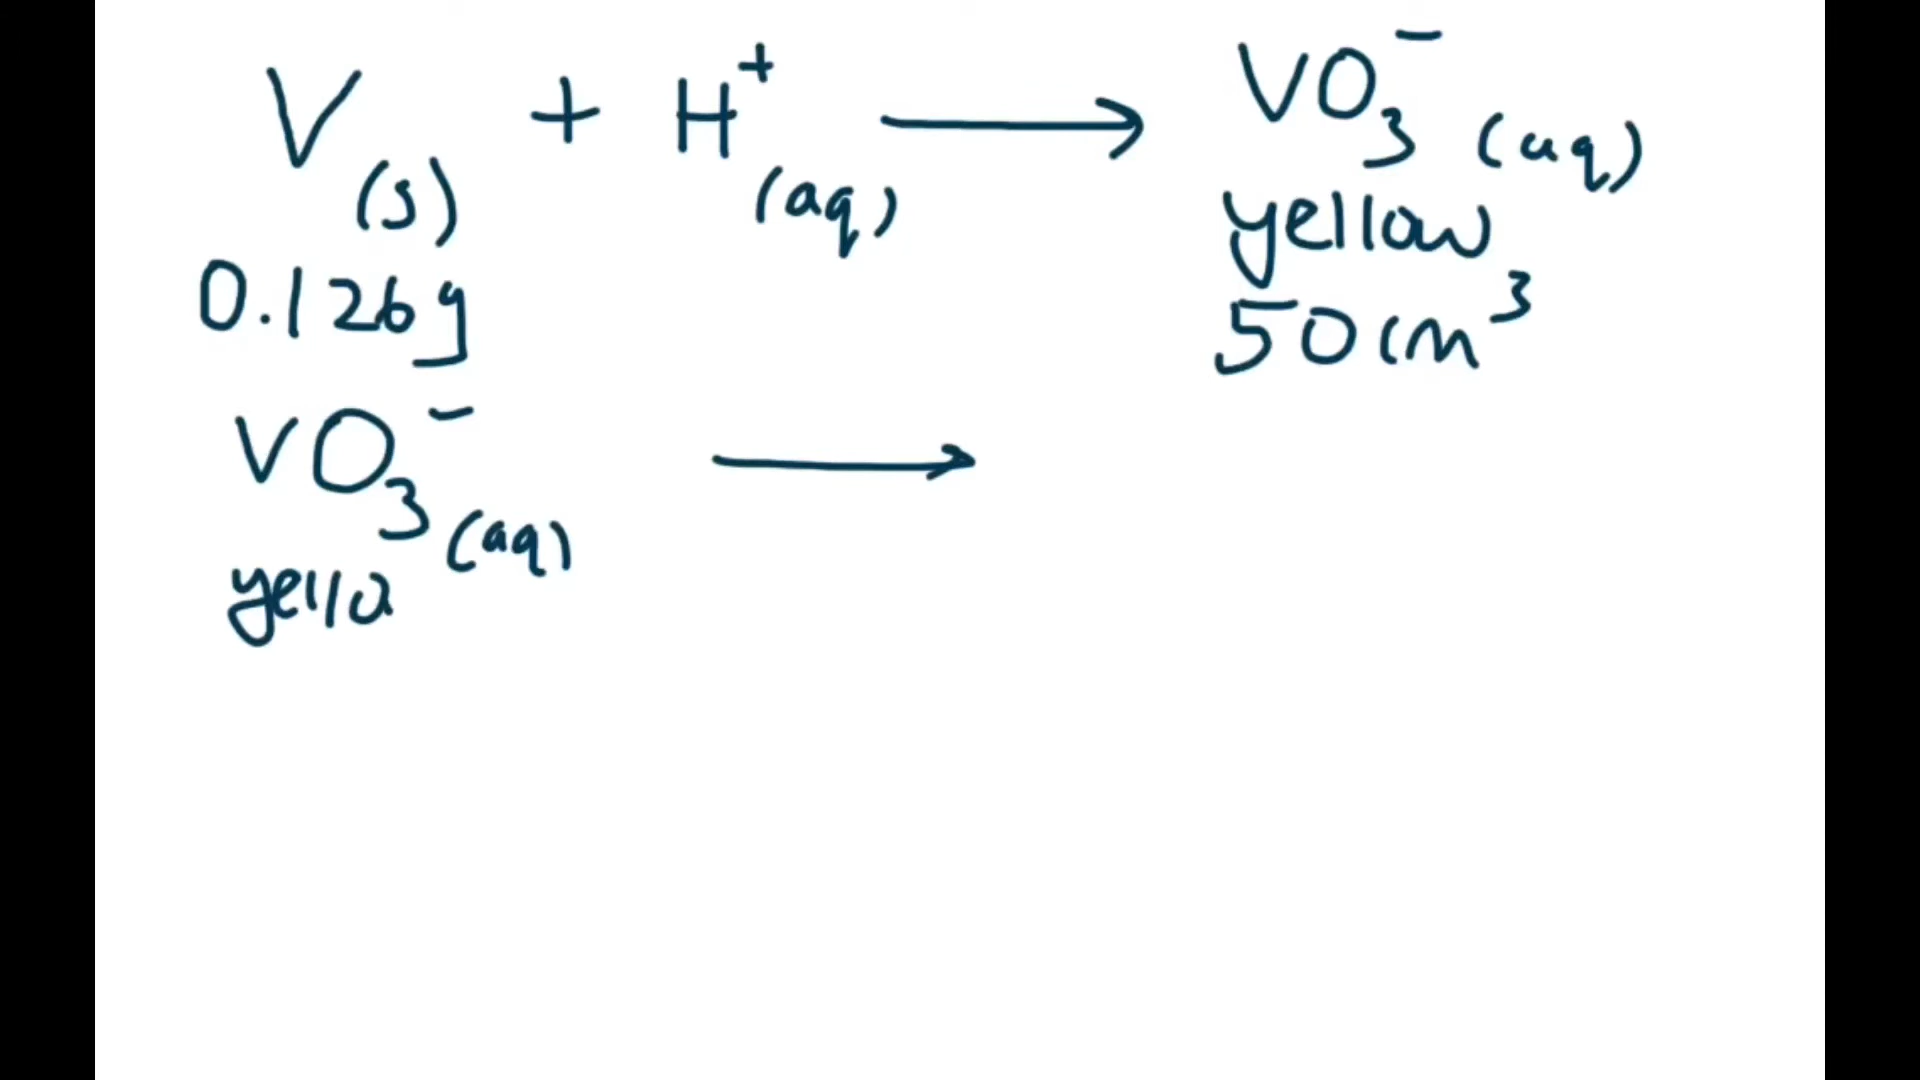 V(s) + H⁺(aq) → VO₃⁻(aq)
yellow
0.126g 50cm³
VO₃⁻(aq) →
yello